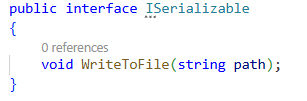 public interface ISerializable
{
0 references
void WriteToFile(string path);
}